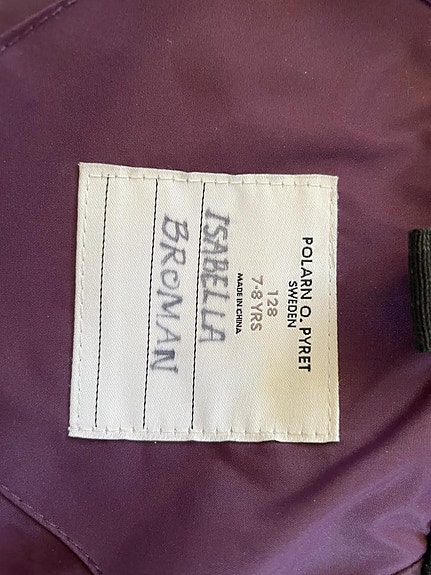 POLARN O. PYRET
SWEDEN
128
7-8 YRS
MADE IN CHINA
ISABELLA
BROMAN